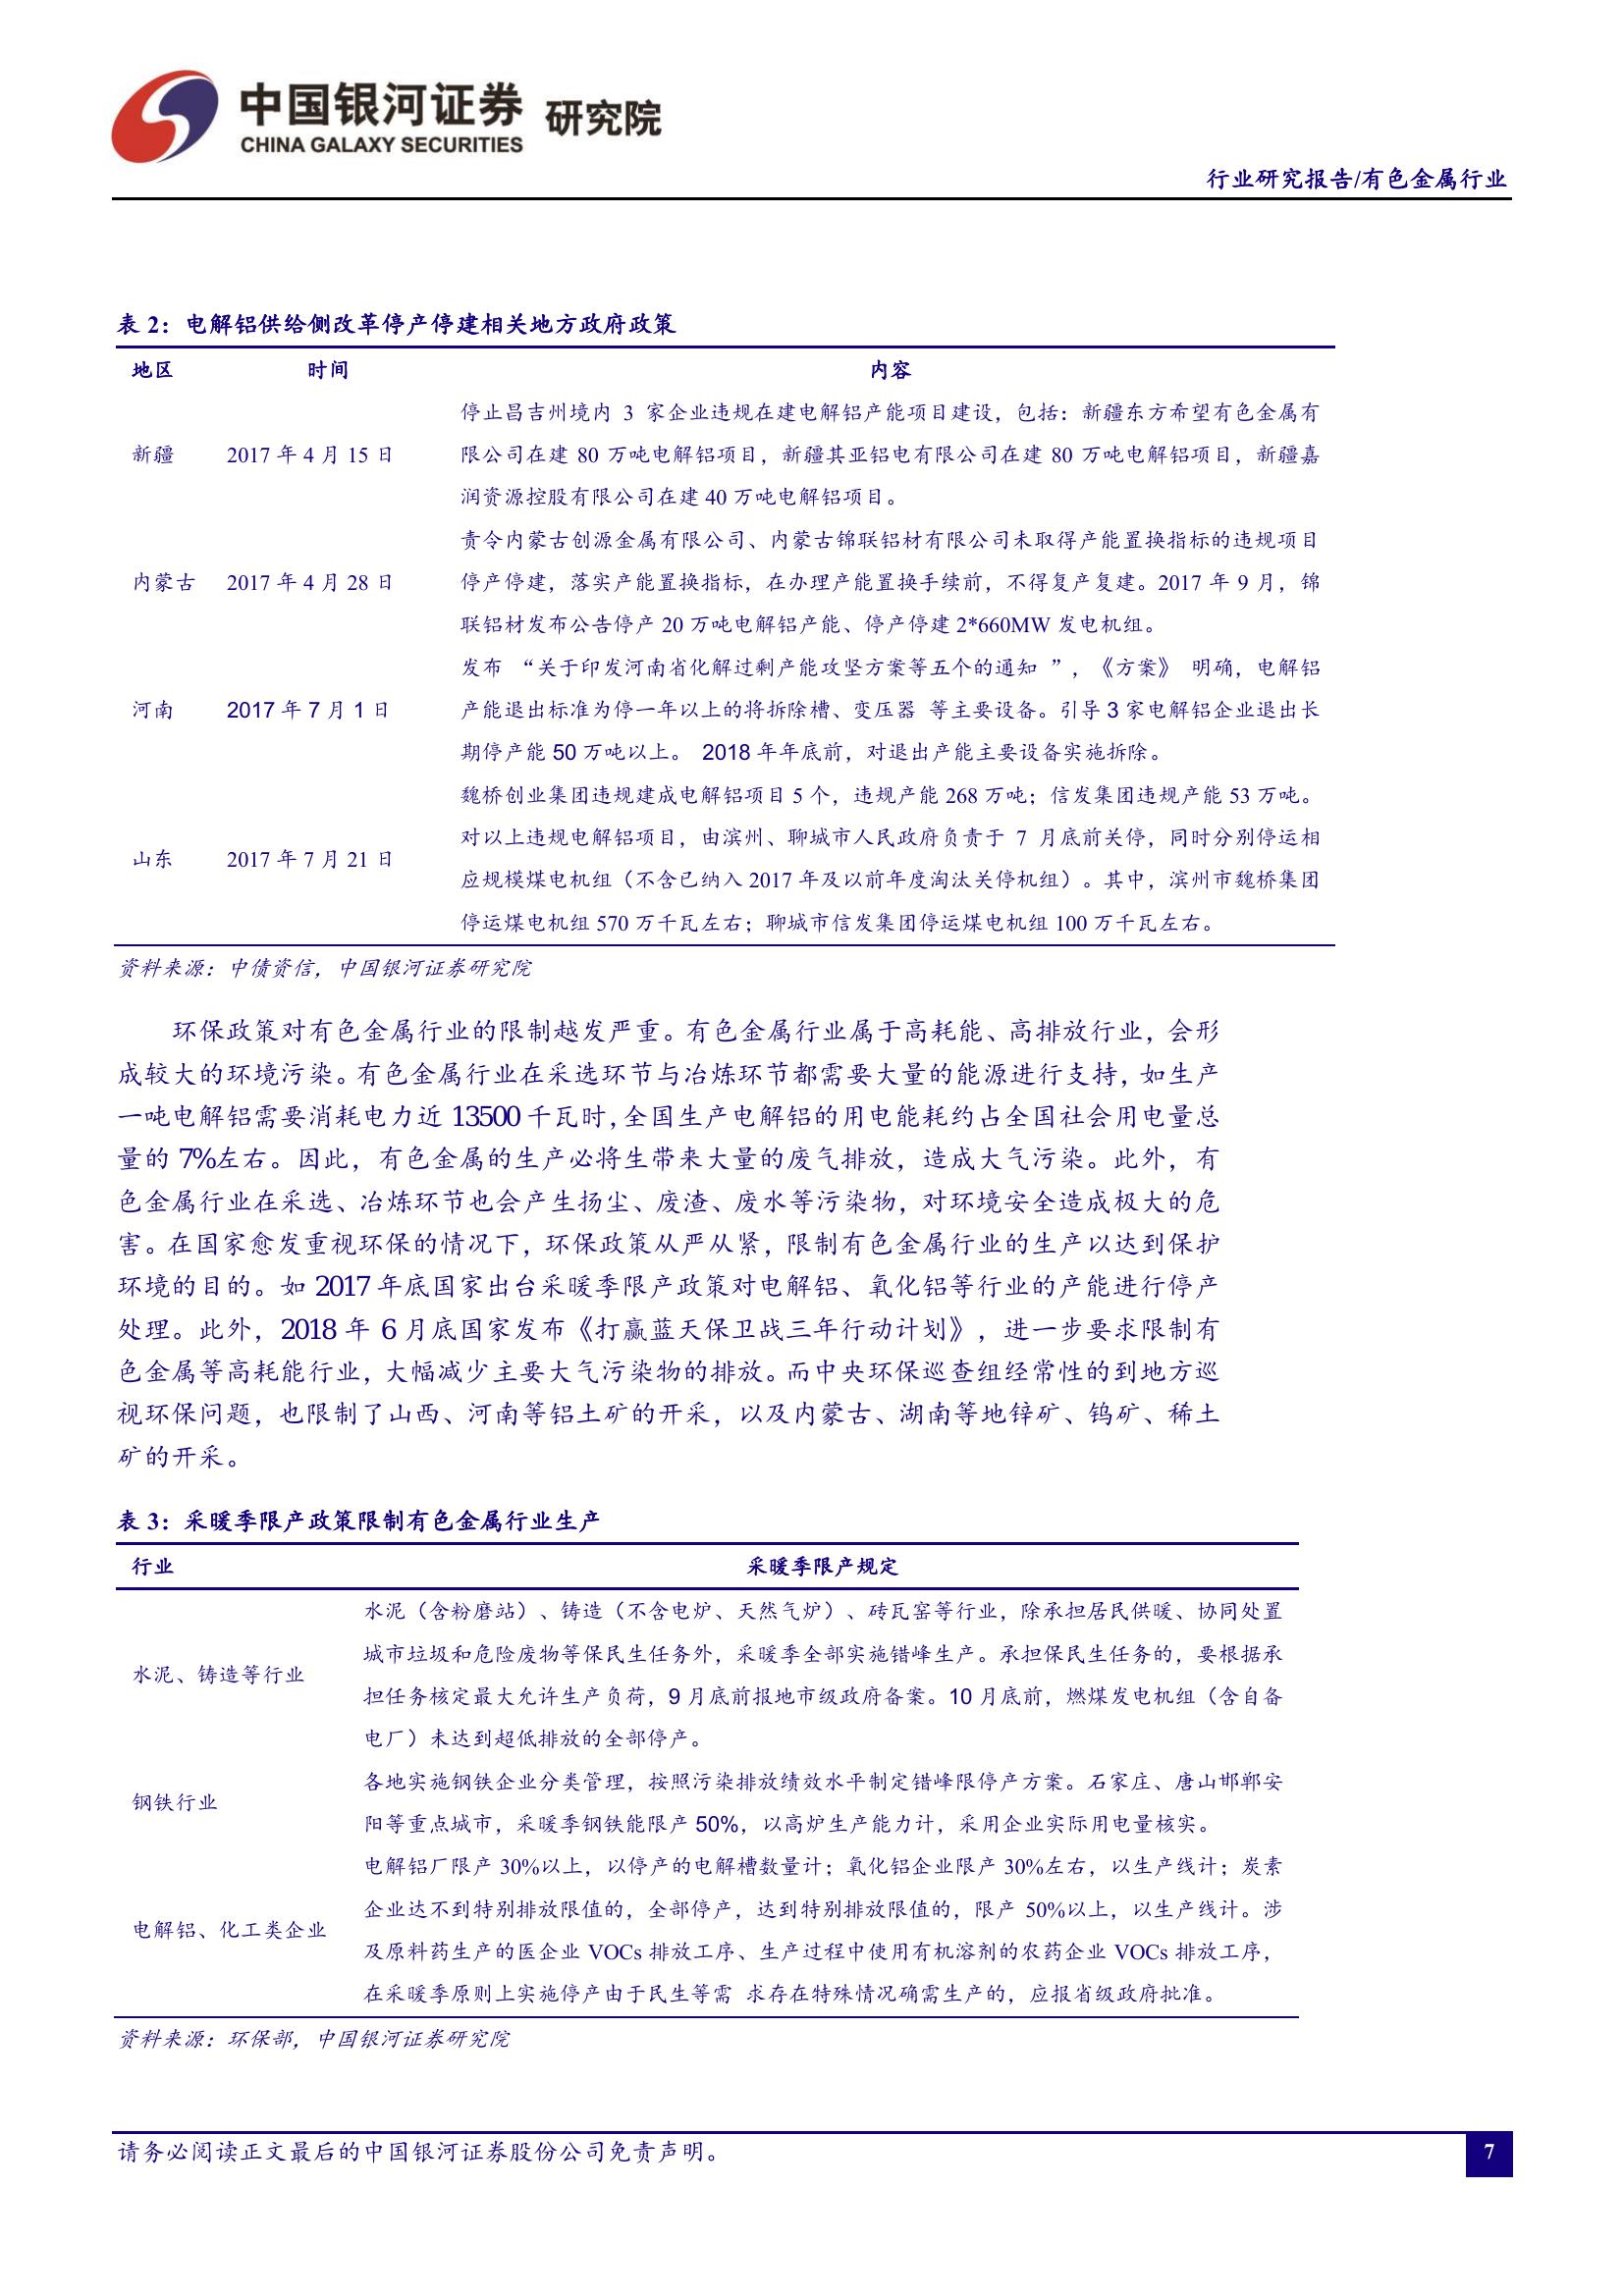 中国银河证券 研究院
CHINA GALAXY SECURITIES
行业研究报告/有色金属行业
表 2：电解铝供给侧改革停产停建相关地方政府政策
地区 时间 内容
停止昌吉州境内 3 家企业违规在建电解铝产能项目建设，包括：新疆东方希望有色金属有
新疆 2017 年 4 月 15 日 限公司在建 80 万吨电解铝项目，新疆其亚铝电有限公司在建 80 万吨电解铝项目，新疆嘉
润资源控股有限公司在建 40 万吨电解铝项目。
责令内蒙古创源金属有限公司、内蒙古锦联铝材有限公司未取得产能置换指标的违规项目
内蒙古 2017 年 4 月 28 日 停产停建，落实产能置换指标，在办理产能置换手续前，不得复产复建。2017 年 9 月，锦
联铝材发布公告停产 20 万吨电解铝产能、停产停建 2*660MW 发电机组。
发布 “关于印发河南省化解过剩产能攻坚方案等五个的通知 ”，《方案》 明确，电解铝
河南 2017 年 7 月 1 日 产能退出标准为停一年以上的将拆除槽、变压器 等主要设备。引导 3 家电解铝企业退出长
期停产能 50 万吨以上。 2018 年年底前，对退出产能主要设备实施拆除。
魏桥创业集团违规建成电解铝项目 5 个，违规产能 268 万吨；信发集团违规产能 53 万吨。
对以上违规电解铝项目，由滨州、聊城市人民政府负责于 7 月底前关停，同时分别停运相
山东 2017 年 7 月 21 日
应规模煤电机组（不含已纳入 2017 年及以前年度淘汰关停机组）。其中，滨州市魏桥集团
停运煤电机组 570 万千瓦左右；聊城市信发集团停运煤电机组 100 万千瓦左右。
资料来源：中债资信，中国银河证券研究院
环保政策对有色金属行业的限制越发严重。有色金属行业属于高耗能、高排放行业，会形
成较大的环境污染。有色金属行业在采选环节与冶炼环节都需要大量的能源进行支持，如生产
一吨电解铝需要消耗电力近 13500 千瓦时，全国生产电解铝的用电能耗约占全国社会用电量总
量的 7%左右。因此，有色金属的生产必将生带来大量的废气排放，造成大气污染。此外，有
色金属行业在采选、冶炼环节也会产生扬尘、废渣、废水等污染物，对环境安全造成极大的危
害。在国家愈发重视环保的情况下，环保政策从严从紧，限制有色金属行业的生产以达到保护
环境的目的。如 2017 年底国家出台采暖季限产政策对电解铝、氧化铝等行业的产能进行停产
处理。此外，2018 年 6 月底国家发布《打赢蓝天保卫战三年行动计划》，进一步要求限制有
色金属等高耗能行业，大幅减少主要大气污染物的排放。而中央环保巡查组经常性的到地方巡
视环保问题，也限制了山西、河南等铝土矿的开采，以及内蒙古、湖南等地锌矿、钨矿、稀土
矿的开采。
表 3：采暖季限产政策限制有色金属行业生产
行业 采暖季限产规定
水泥（含粉磨站）、铸造（不含电炉、天然气炉）、砖瓦窑等行业，除承担居民供暖、协同处置
城市垃圾和危险废物等保民生任务外，采暖季全部实施错峰生产。承担保民生任务的，要根据承
水泥、铸造等行业
担任务核定最大允许生产负荷，9 月底前报地市级政府备案。10 月底前，燃煤发电机组（含自备
电厂）未达到超低排放的全部停产。
各地实施钢铁企业分类管理，按照污染排放绩效水平制定错峰限停产方案。石家庄、唐山邯郸安
钢铁行业
阳等重点城市，采暖季钢铁能限产 50%，以高炉生产能力计，采用企业实际用电量核实。
电解铝厂限产 30%以上，以停产的电解槽数量计；氧化铝企业限产 30%左右，以生产线计；炭素
企业达不到特别排放限值的，全部停产，达到特别排放限值的，限产 50%以上，以生产线计。涉
电解铝、化工类企业
及原料药生产的医企业 VOCs 排放工序、生产过程中使用有机溶剂的农药企业 VOCs 排放工序，
在采暖季原则上实施停产由于民生等需 求存在特殊情况确需生产的，应报省级政府批准。
资料来源：环保部，中国银河证券研究院
请务必阅读正文最后的中国银河证券股份公司免责声明。
7